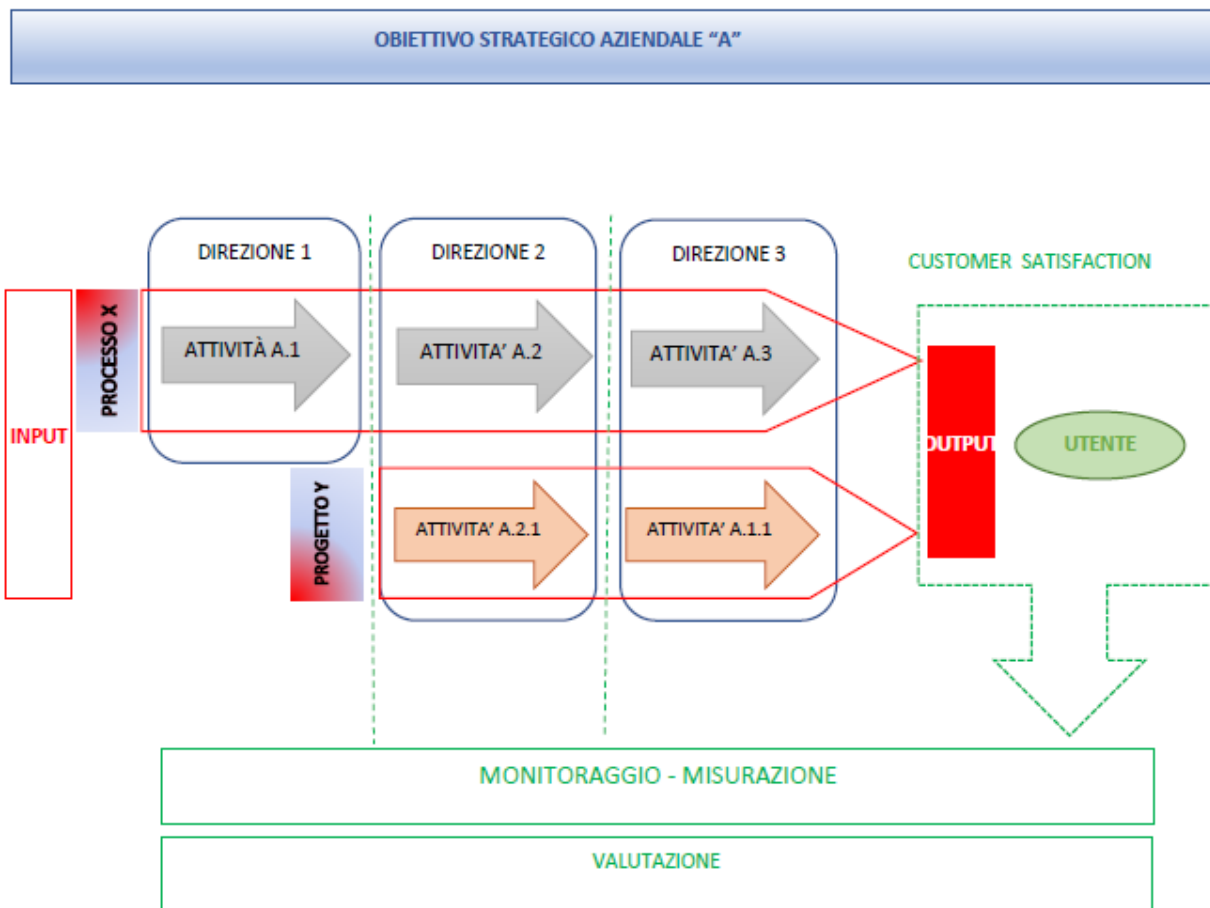 OBIETTIVO STRATEGICO AZIENDALE “A”
DIREZIONE 1
DIREZIONE 2
DIREZIONE 3
CUSTOMER SATISFACTION
INPUT
PROCESSO X
ATTIVITÀ A.1
ATTIVITA’ A.2
ATTIVITA’ A.3
OUTPUT
UTENTE
PROGETTO Y
ATTIVITA’ A.2.1
ATTIVITA’ A.1.1
MONITORAGGIO - MISURAZIONE
VALUTAZIONE